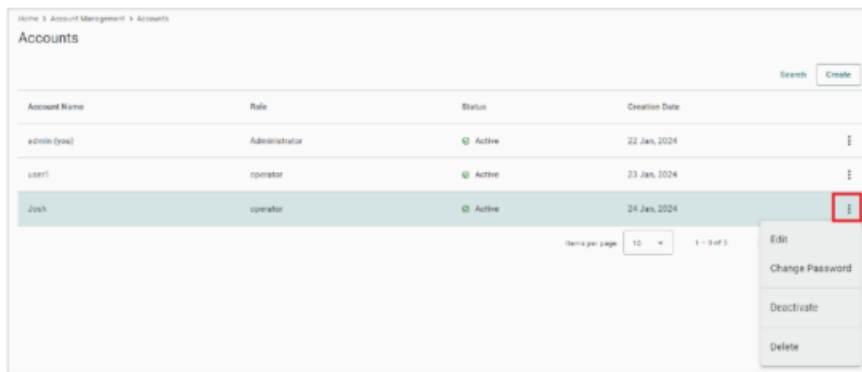 Home > Account Management > Accounts
Accounts
Search Create
Account Name Role Status Creation Date
admin (you) Administrator Active 22 Jan, 2024
user1 operator Active 23 Jan, 2024
Josh operator Active 24 Jan, 2024
Items per page: 10 1 - 3 of 3
Edit
Change Password
Deactivate
Delete